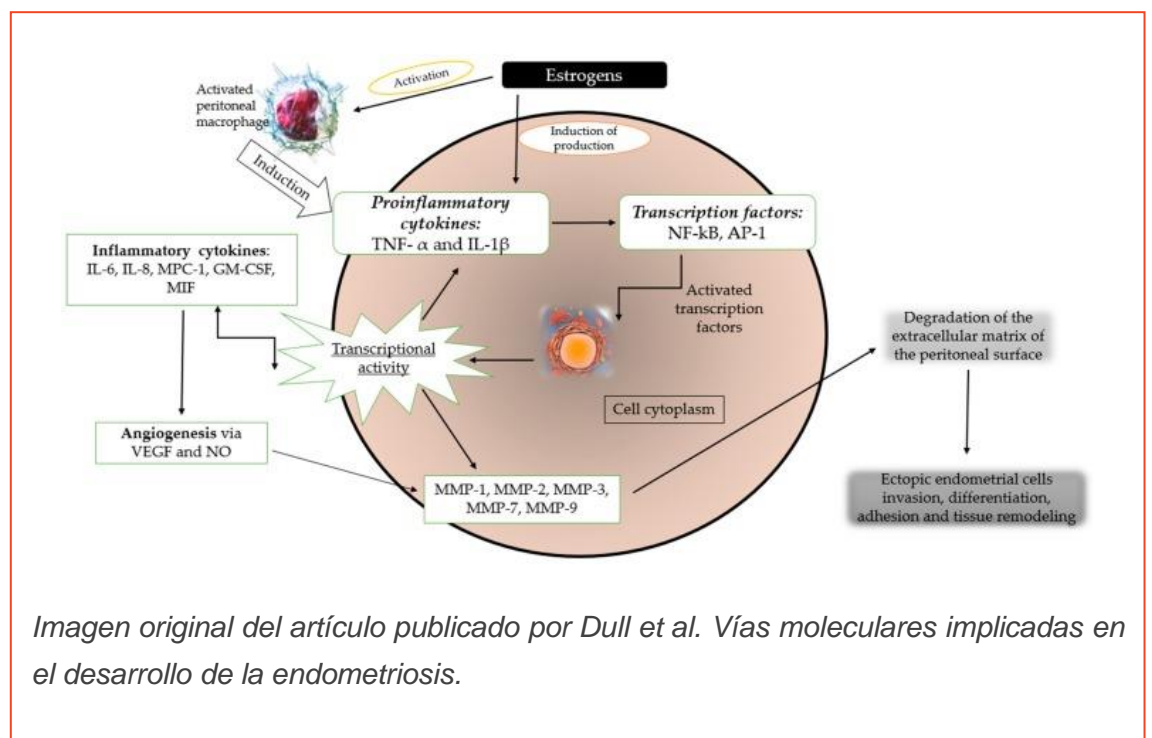 Estrogens
Activation
Activated
peritoneal
macrophage
Induction of
production
Induction
Proinflammatory
cytokines:
TNF- α and IL-1β
Transcription factors:
NF-kB, AP-1
Inflammatory cytokines:
IL-6, IL-8, MPC-1, GM-CSF,
MIF
Activated
transcription
factors
Transcriptional
activity
Degradation of the
extracellular matrix of
the peritoneal surface
Cell cytoplasm
Angiogenesis via
VEGF and NO
MMP-1, MMP-2, MMP-3,
MMP-7, MMP-9
Ectopic endometrial cells
invasion, differentiation,
adhesion and tissue remodeling
Imagen original del artículo publicado por Dull et al. Vías moleculares implicadas en
el desarrollo de la endometriosis.